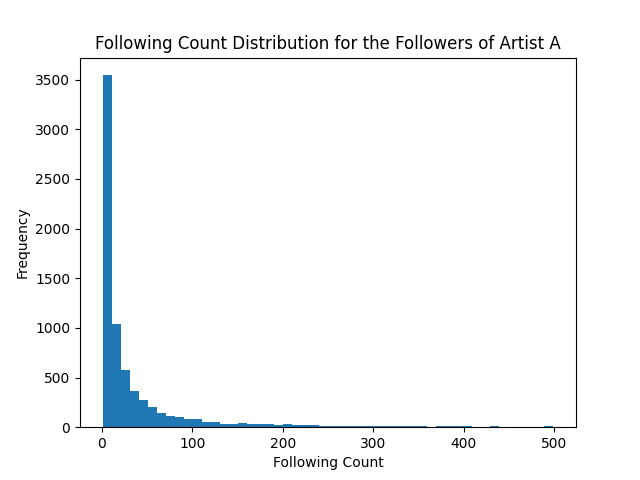 Following Count Distribution for the Followers of Artist A
3500
3000
2500
2000
1500
1000
500
0
Frequency
0 100 200 300 400 500
Following Count